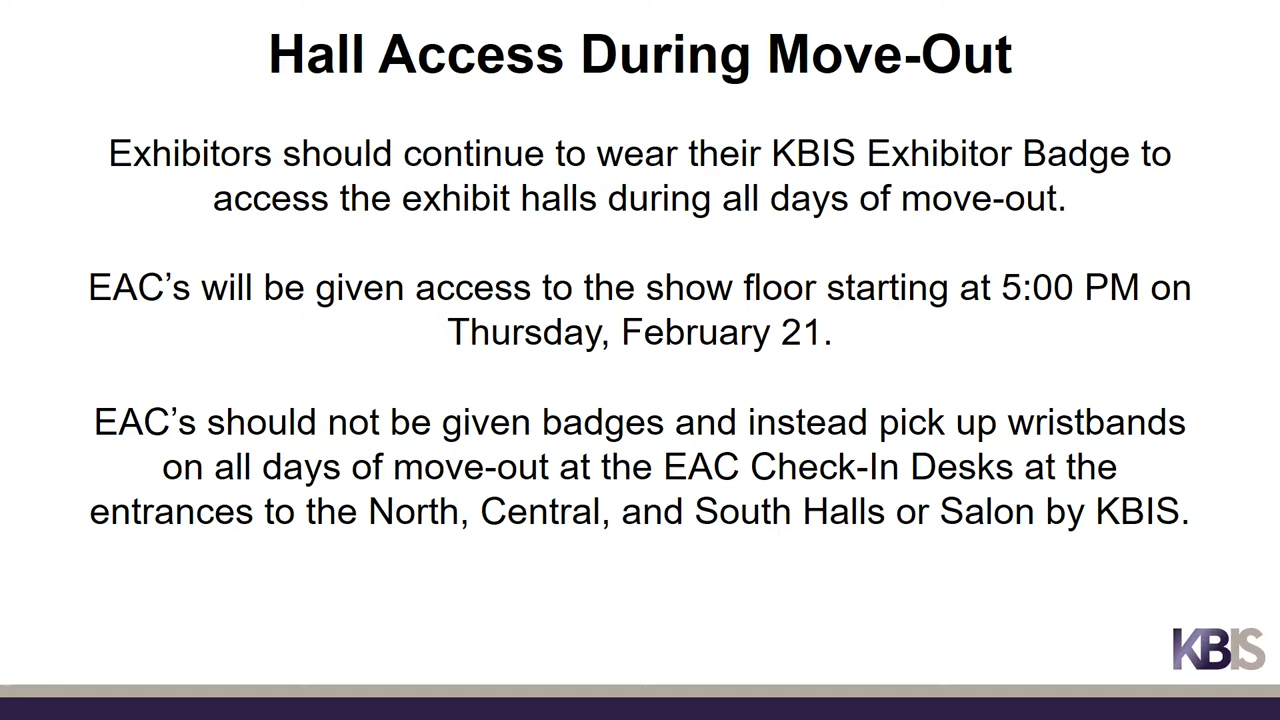 Hall Access During Move-Out
Exhibitors should continue to wear their KBIS Exhibitor Badge to
access the exhibit halls during all days of move-out.
EAC’s will be given access to the show floor starting at 5:00 PM on
Thursday, February 21.
EAC’s should not be given badges and instead pick up wristbands
on all days of move-out at the EAC Check-In Desks at the
entrances to the North, Central, and South Halls or Salon by KBIS.
KBIS